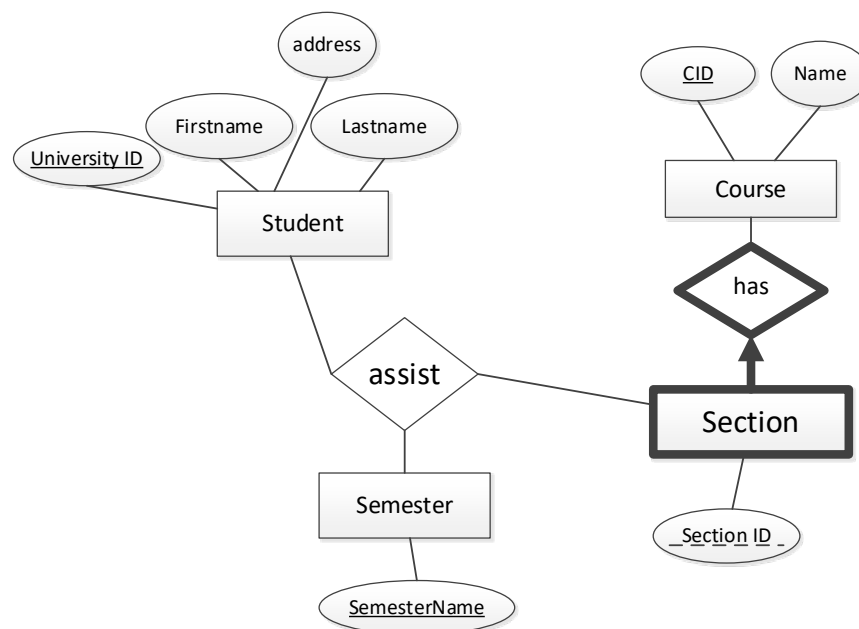 address
CID
Name
Firstname
Lastname
University ID
Course
Student
has
assist
Section
Semester
Section ID
SemesterName